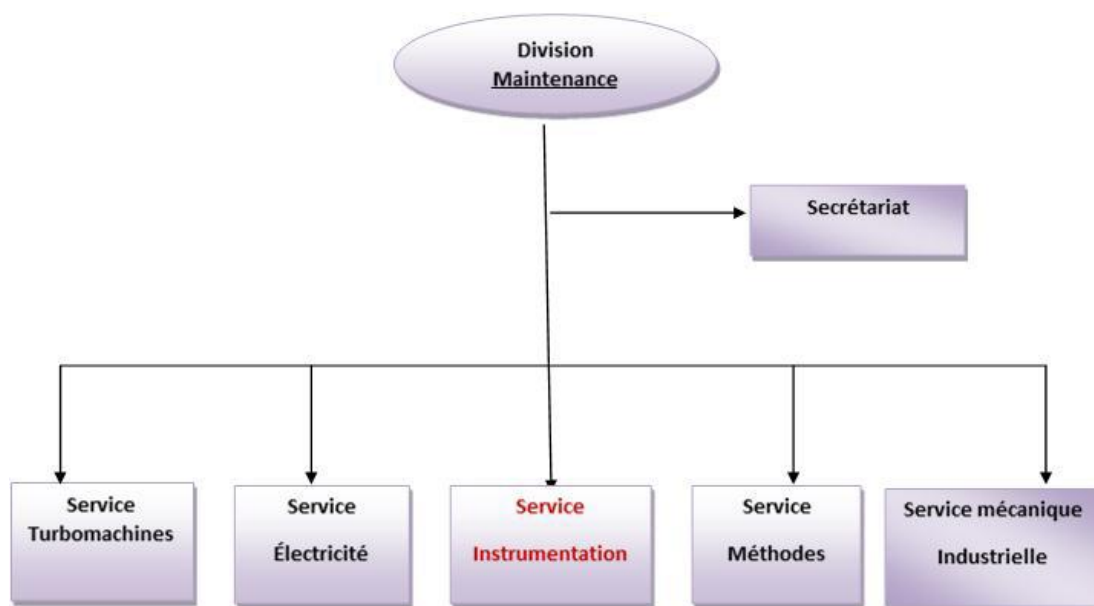 Division
Maintenance
Secrétariat
Service
Turbomachines
Service
Électricité
Service
Instrumentation
Service
Méthodes
Service mécanique
Industrielle